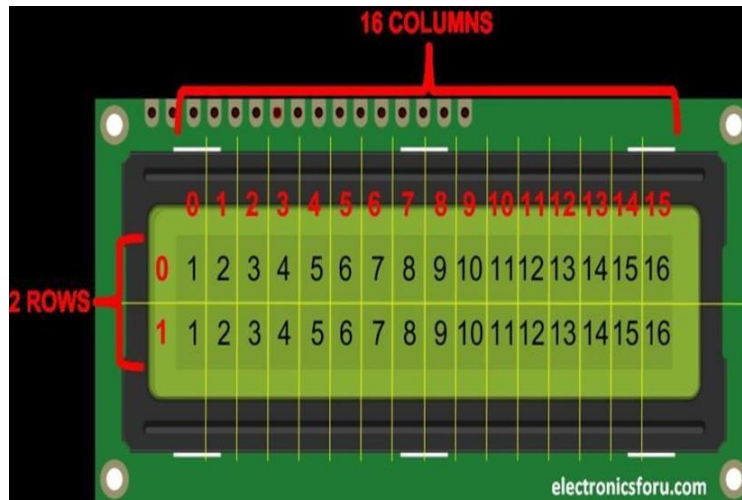 16 COLUMNS
0 1 2 3 4 5 6 7 8 9 10 11 12 13 14 15
0 1 2 3 4 5 6 7 8 9 10 11 12 13 14 15 16
2 ROWS
1 1 2 3 4 5 6 7 8 9 10 11 12 13 14 15 16
electronicsforu.com